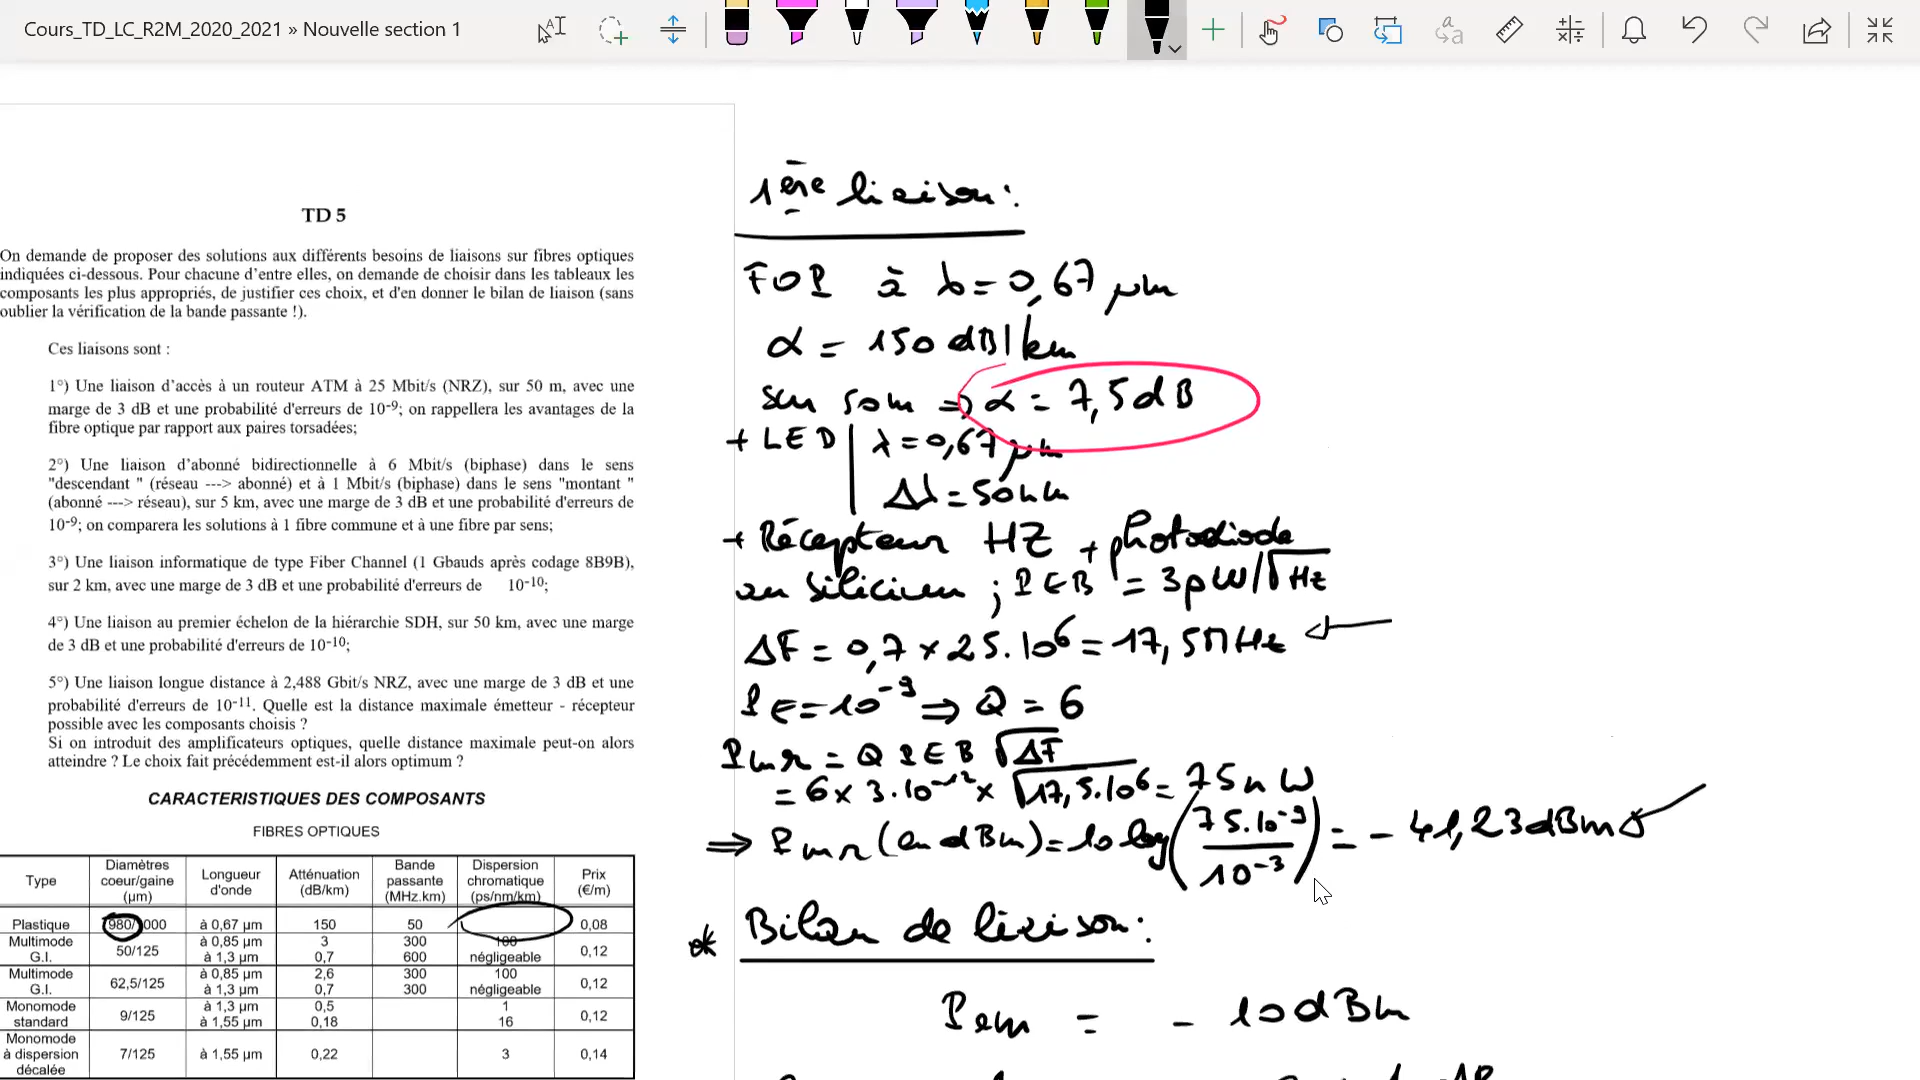 Cours_TD_LC_R2M_2020_2021 » Nouvelle section 1
TD 5
On demande de proposer des solutions aux différents besoins de liaisons sur fibres optiques
indiquées ci-dessous. Pour chacune d'entre elles, on demande de choisir dans les tableaux les
composants les plus appropriés, de justifier ces choix, et d'en donner le bilan de liaison (sans
oublier la vérification de la bande passante !).
Ces liaisons sont :
1°) Une liaison d'accès à un routeur ATM à 25 Mbit/s (NRZ), sur 50 m, avec une
marge de 3 dB et une probabilité d'erreurs de 10-9; on rappellera les avantages de la
fibre optique par rapport aux paires torsadées;
2°) Une liaison d'abonné bidirectionnelle à 6 Mbit/s (biphase) dans le sens
"descendant " (réseau ---> abonné) et à 1 Mbit/s (biphase) dans le sens "montant "
(abonné ---> réseau), sur 5 km, avec une marge de 3 dB et une probabilité d'erreurs de
10-9; on comparera les solutions à 1 fibre commune et à une fibre par sens;
3°) Une liaison informatique de type Fiber Channel (1 Gbauds après codage 8B9B),
sur 2 km, avec une marge de 3 dB et une probabilité d'erreurs de 10-10;
4°) Une liaison au premier échelon de la hiérarchie SDH, sur 50 km, avec une marge
de 3 dB et une probabilité d'erreurs de 10-10;
5°) Une liaison longue distance à 2,488 Gbit/s NRZ, avec une marge de 3 dB et une
probabilité d'erreurs de 10-11. Quelle est la distance maximale émetteur - récepteur
possible avec les composants choisis ?
Si on introduit des amplificateurs optiques, quelle distance maximale peut-on alors
atteindre ? Le choix fait précédemment est-il alors optimum ?
CARACTERISTIQUES DES COMPOSANTS
FIBRES OPTIQUES
Type Diamètres coeur/gaine (µm) Longueur d'onde Atténuation (dB/km) Bande passante (MHz.km) Dispersion chromatique (ps/nm/km) Prix (€/m)
Plastique 980/1000 à 0,67 µm 150 50 0,08
Multimode G.I. 50/125 à 0,85 µm 3 300 100 0,12
à 1,3 µm 0,7 600 négligeable
Multimode G.I. 62,5/125 à 0,85 µm 2,6 300 100 0,12
à 1,3 µm 0,7 300 négligeable
Monomode standard 9/125 à 1,3 µm 0,5 1 0,12
à 1,55 µm 0,18 16
Monomode à dispersion décalée 7/125 à 1,55 µm 0,22 3 0,14
1ère liaison :
FOP à λ = 0,67 µm
α = 150 dB/km
sur 50m ⇒ α = 7,5 dB
+ LED | λ = 0,67 µm
Δλ = 50nm
+ Récepteur HZ + photodiode
au silicium ; PEB = 3pW/√Hz
ΔF = 0,7 × 25.10⁶ = 17,5 MHz
PE = 10⁻⁹ ⇒ Q = 6
Pmr = Q PEB √ΔF
= 6 × 3.10⁻¹² × √17,5.10⁶ = 75 nW
⇒ Pmr (en dBm) = 10 log(75.10⁻⁹/10⁻³) = - 41,23 dBm
* Bilan de liaison :
Pem = - 10 dBm